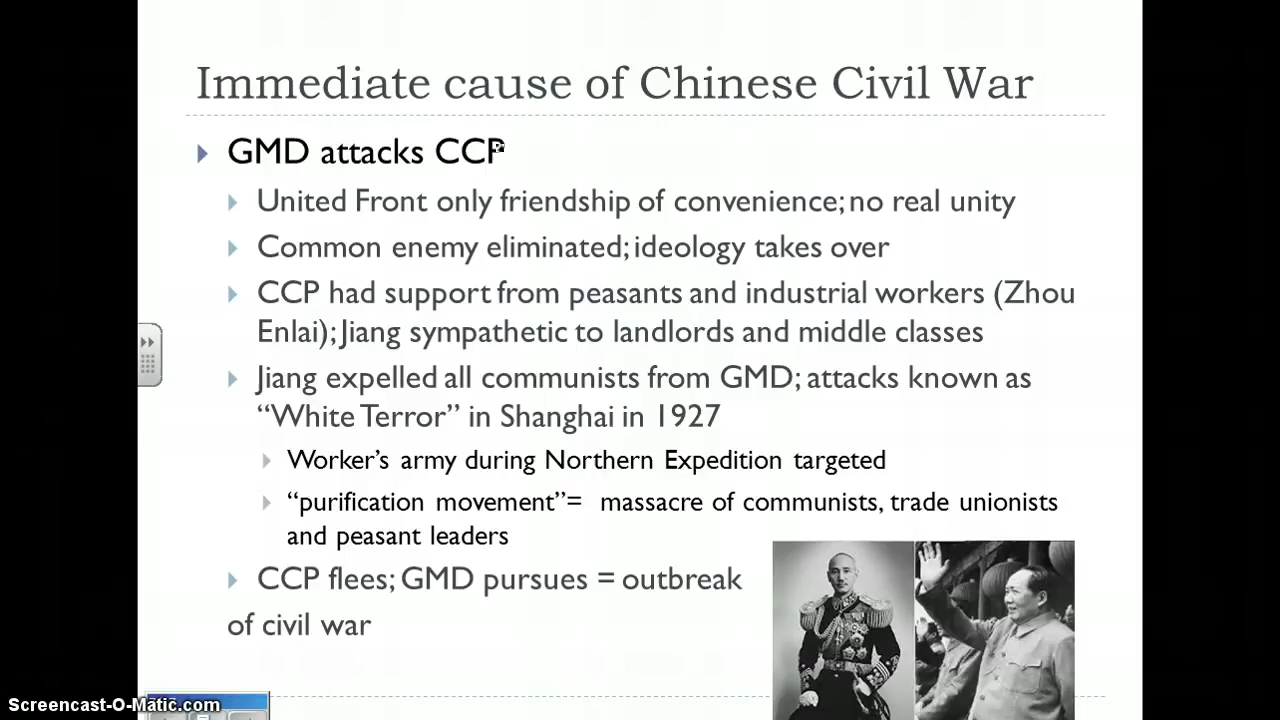 Immediate cause of Chinese Civil War
GMD attacks CCP
United Front only friendship of convenience; no real unity
Common enemy eliminated; ideology takes over
CCP had support from peasants and industrial workers (Zhou
Enlai); Jiang sympathetic to landlords and middle classes
Jiang expelled all communists from GMD; attacks known as
“White Terror” in Shanghai in 1927
Worker’s army during Northern Expedition targeted
“purification movement”= massacre of communists, trade unionists
and peasant leaders
CCP flees; GMD pursues = outbreak
of civil war
Screencast-O-Matic.com